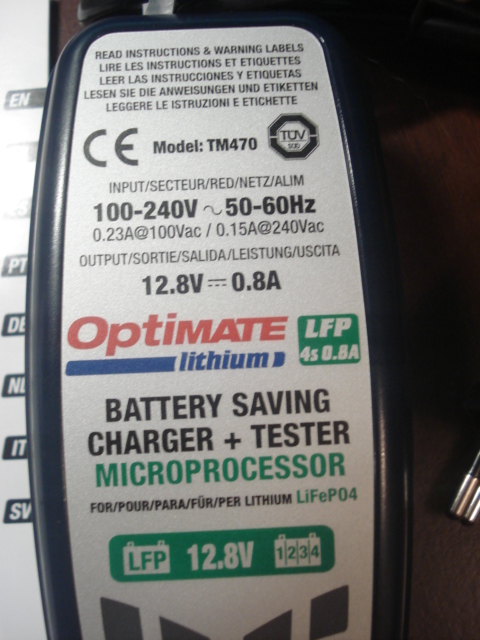 READ INSTRUCTIONS & WARNING LABELS
LIRE LES INSTRUCTIONS ET ETIQUETTES
LEER LAS INSTRUCCIONES Y ETIQUETAS
LESEN SIE DIE ANWEISUNGEN UND ETIKETTEN
LEGGERE LE ISTRUZIONI E ETICHETTE
CE Model: TM470 TÜV SÜD
INPUT/SECTEUR/RED/NETZ/ALIM
100-240V ~ 50-60Hz
0.23A@100Vac / 0.15A@240Vac
OUTPUT/SORTIE/SALIDA/LEISTUNG/USCITA
12.8V⎓0.8A
OptiMATE
lithium
LFP
4s 0.8A
BATTERY SAVING
CHARGER + TESTER
MICROPROCESSOR
FOR/POUR/PARA/FÜR/PER LITHIUM LiFePO4
LFP 12.8V 1234
EN
PT
DE
NL
IT
SV